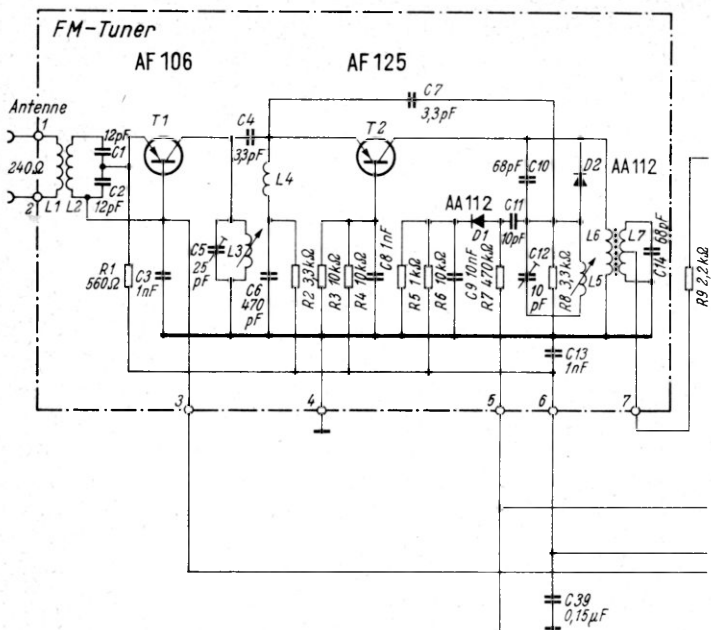 FM-Tuner
AF 106
AF 125
Antenne
1
240Ω
2
L1
L2
12pF
C1
C2
12pF
T1
C4
3,3pF
C7
3,3pF
T2
L4
68pF
C10
D2
AA 112
AA 112
D1
C11
10pF
L6
L7
C14 68pF
R9 2,2kΩ
R1
560Ω
C3
1nF
C5
25
pF
L3
C6
470
pF
R2 3,3kΩ
R3 10kΩ
R4 10kΩ
C8 1nF
R5 1kΩ
R6 10kΩ
C9 10nF
R7 470kΩ
C12
10
pF
R8 3,3kΩ
L5
C13
1nF
3
4
5
6
7
C39
0,15µF